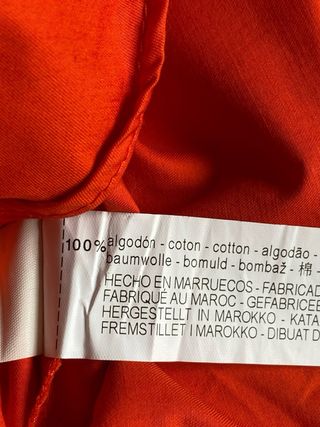 100% algodón - coton - cotton - algodão -
baumwolle - bomuld - bombaž - 棉 -
HECHO EN MARRUECOS - FABRICAD
FABRIQUÉ AU MAROC - GEFABRICEE
HERGESTELLT IN MAROKKO - KATA
FREMSTILLET I MAROKKO - DIBUAT D